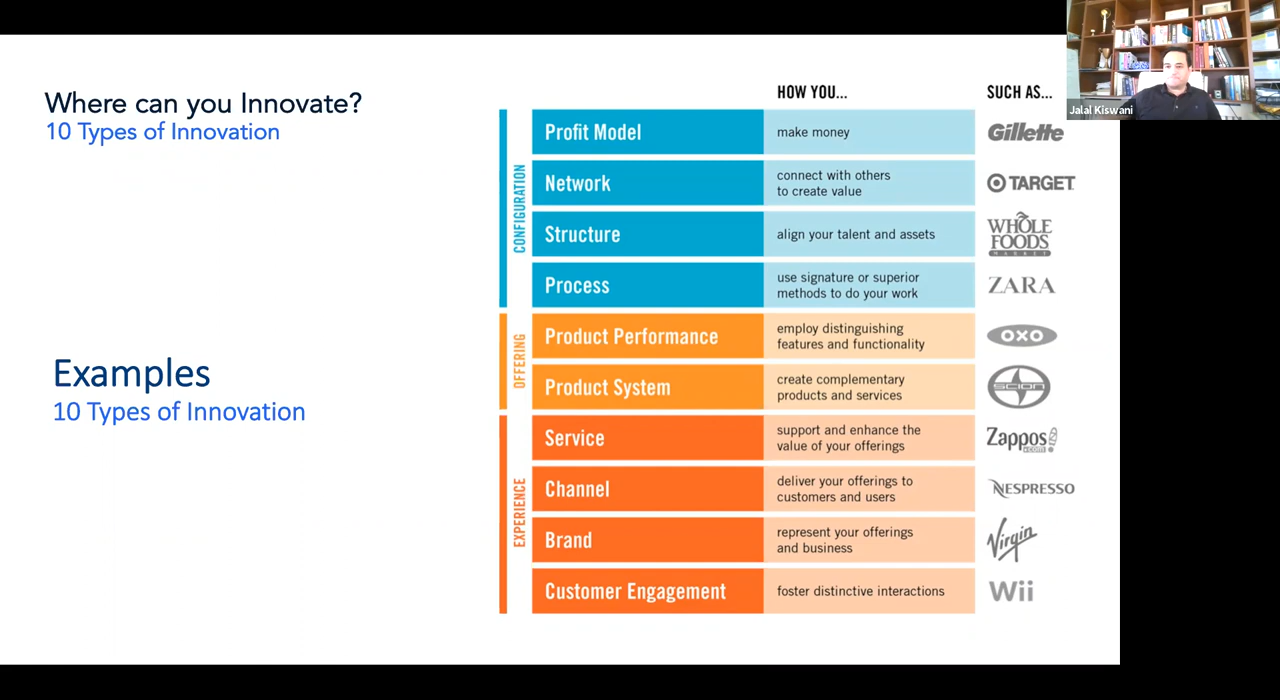 Where can you Innovate?
10 Types of Innovation
Examples
10 Types of Innovation
HOW YOU...
SUCH AS...
CONFIGURATION
Profit Model
make money
Gillette
Network
connect with others
to create value
TARGET
Structure
align your talent and assets
WHOLE
FOODS
MARKET
Process
use signature or superior
methods to do your work
ZARA
OFFERING
Product Performance
employ distinguishing
features and functionality
OXO
Product System
create complementary
products and services
SCION
EXPERIENCE
Service
support and enhance the
value of your offerings
Zappos
.com
Channel
deliver your offerings to
customers and users
NESPRESSO
Brand
represent your offerings
and business
Virgin
Customer Engagement
foster distinctive interactions
Wii
Jalal Kiswani